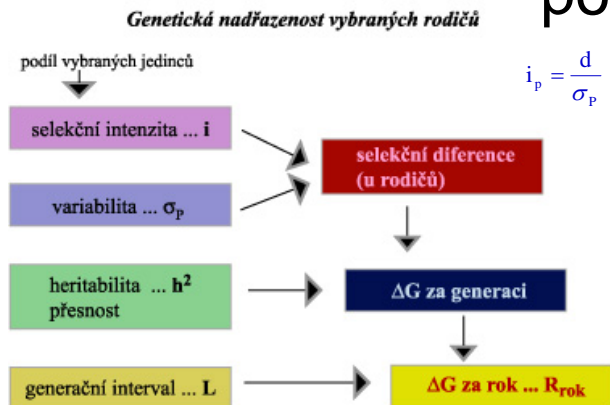 Genetická nadřazenost vybraných rodičů
podíl vybraných jedinců
i_p = d / σ_P
selekční intenzita ... i
selekční diference
(u rodičů)
variabilita ... σ_P
heritabilita ... h²
přesnost
ΔG za generaci
generační interval ... L
ΔG za rok ... R_rok